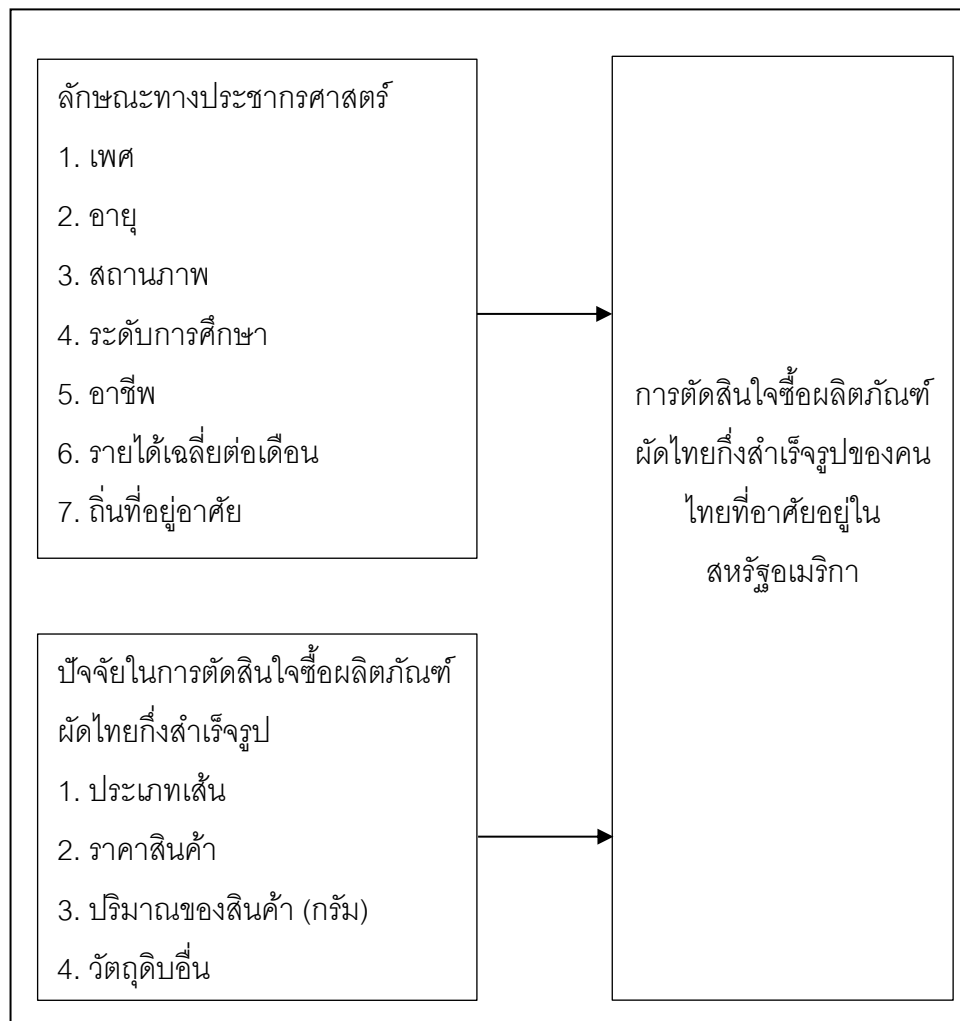 ลักษณะทางประชากรศาสตร์
1. เพศ
2. อายุ
3. สถานภาพ
4. ระดับการศึกษา
5. อาชีพ
6. รายได้เฉลี่ยต่อเดือน
7. ถิ่นที่อยู่อาศัย
ปัจจัยในการตัดสินใจซื้อผลิตภัณฑ์
ผัดไทยกึ่งสำเร็จรูป
1. ประเภทเส้น
2. ราคาสินค้า
3. ปริมาณของสินค้า (กรัม)
4. วัตถุดิบอื่น
การตัดสินใจซื้อผลิตภัณฑ์
ผัดไทยกึ่งสำเร็จรูปของคน
ไทยที่อาศัยอยู่ใน
สหรัฐอเมริกา